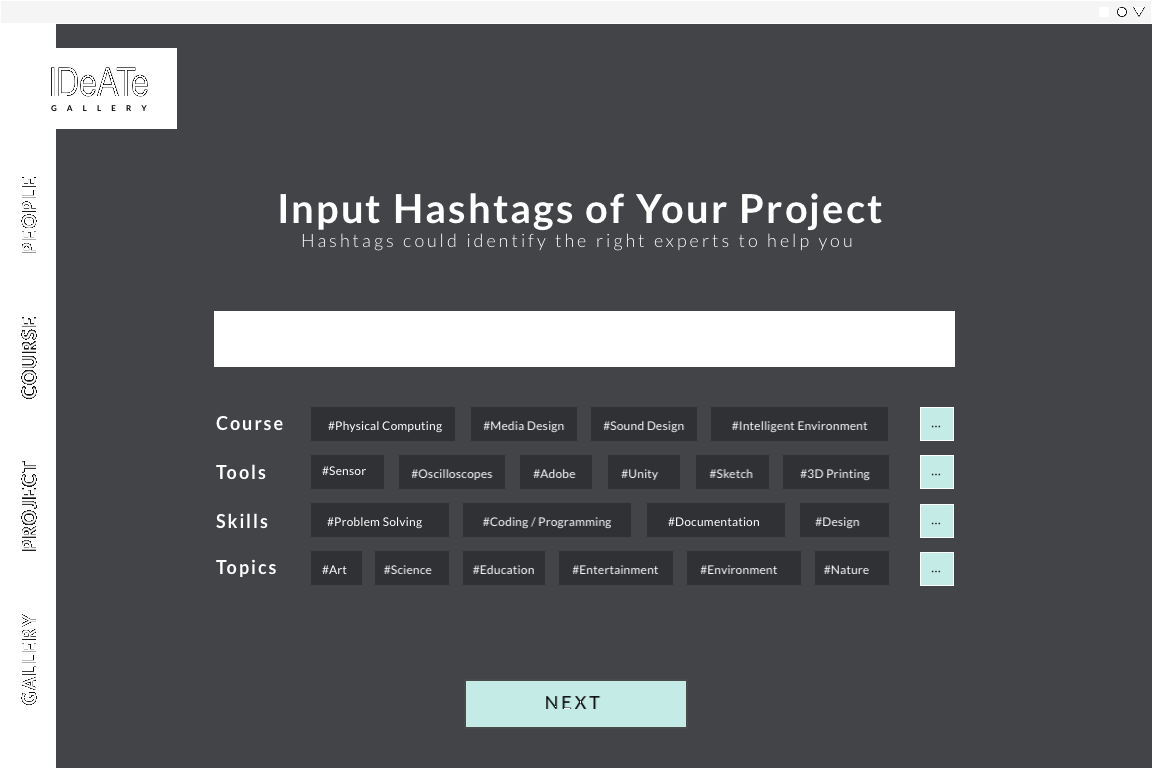 IDeATe
GALLERY
PEOPLE
COURSE
PROJECT
GALLERY
Input Hashtags of Your Project
Hashtags could identify the right experts to help you
Course #Physical Computing #Media Design #Sound Design #Intelligent Environment ...
Tools #Sensor #Oscilloscopes #Adobe #Unity #Sketch #3D Printing ...
Skills #Problem Solving #Coding / Programming #Documentation #Design ...
Topics #Art #Science #Education #Entertainment #Environment #Nature ...
NEXT